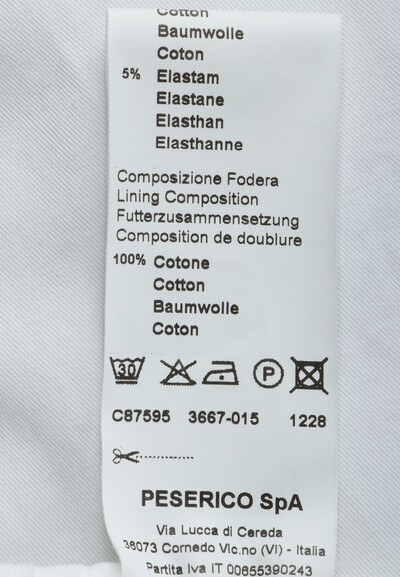 Cotton
Baumwolle
Coton
5% Elastam
Elastane
Elasthan
Elasthanne
Composizione Fodera
Lining Composition
Futterzusammensetzung
Composition de doublure
100% Cotone
Cotton
Baumwolle
Coton
30 P
C87595 3667-015 1228
PESERICO SpA
Via Lucca di Cereda
36073 Cornedo Vic.no (VI) - Italia
Partita Iva IT 00655390243